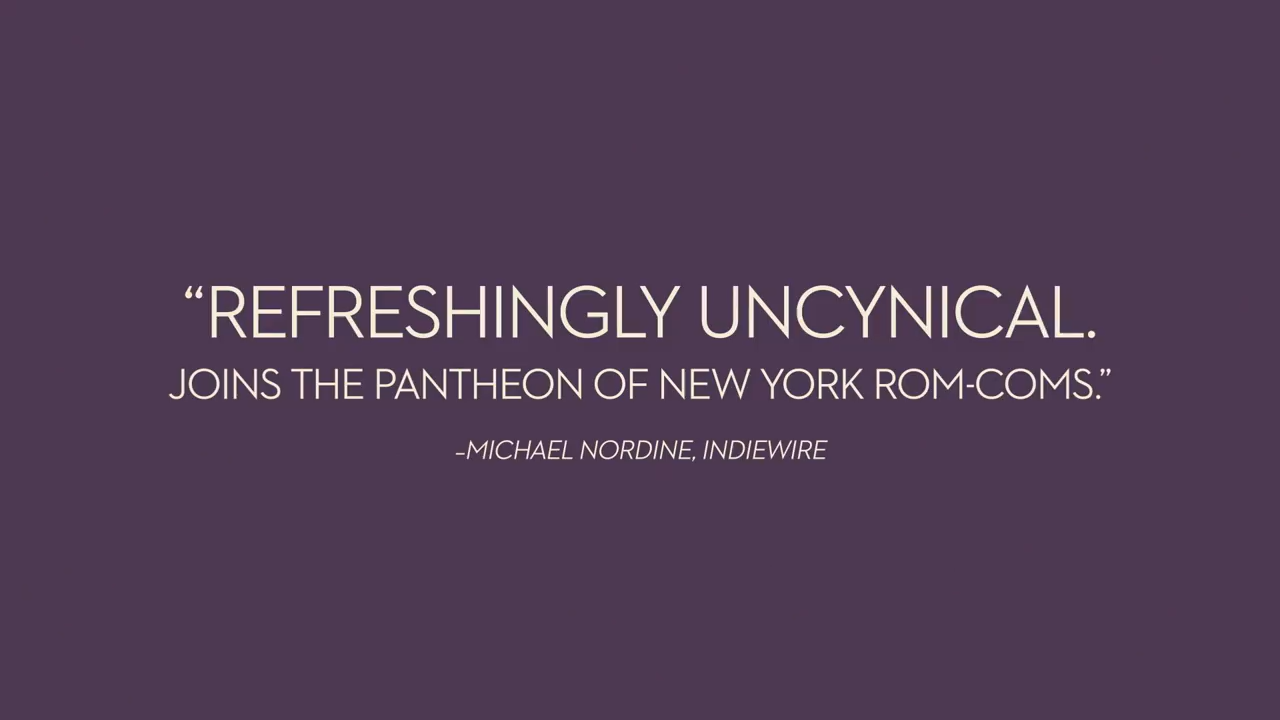 “REFRESHINGLY UNCYNICAL.
JOINS THE PANTHEON OF NEW YORK ROM-COMS.”
–MICHAEL NORDINE, INDIEWIRE